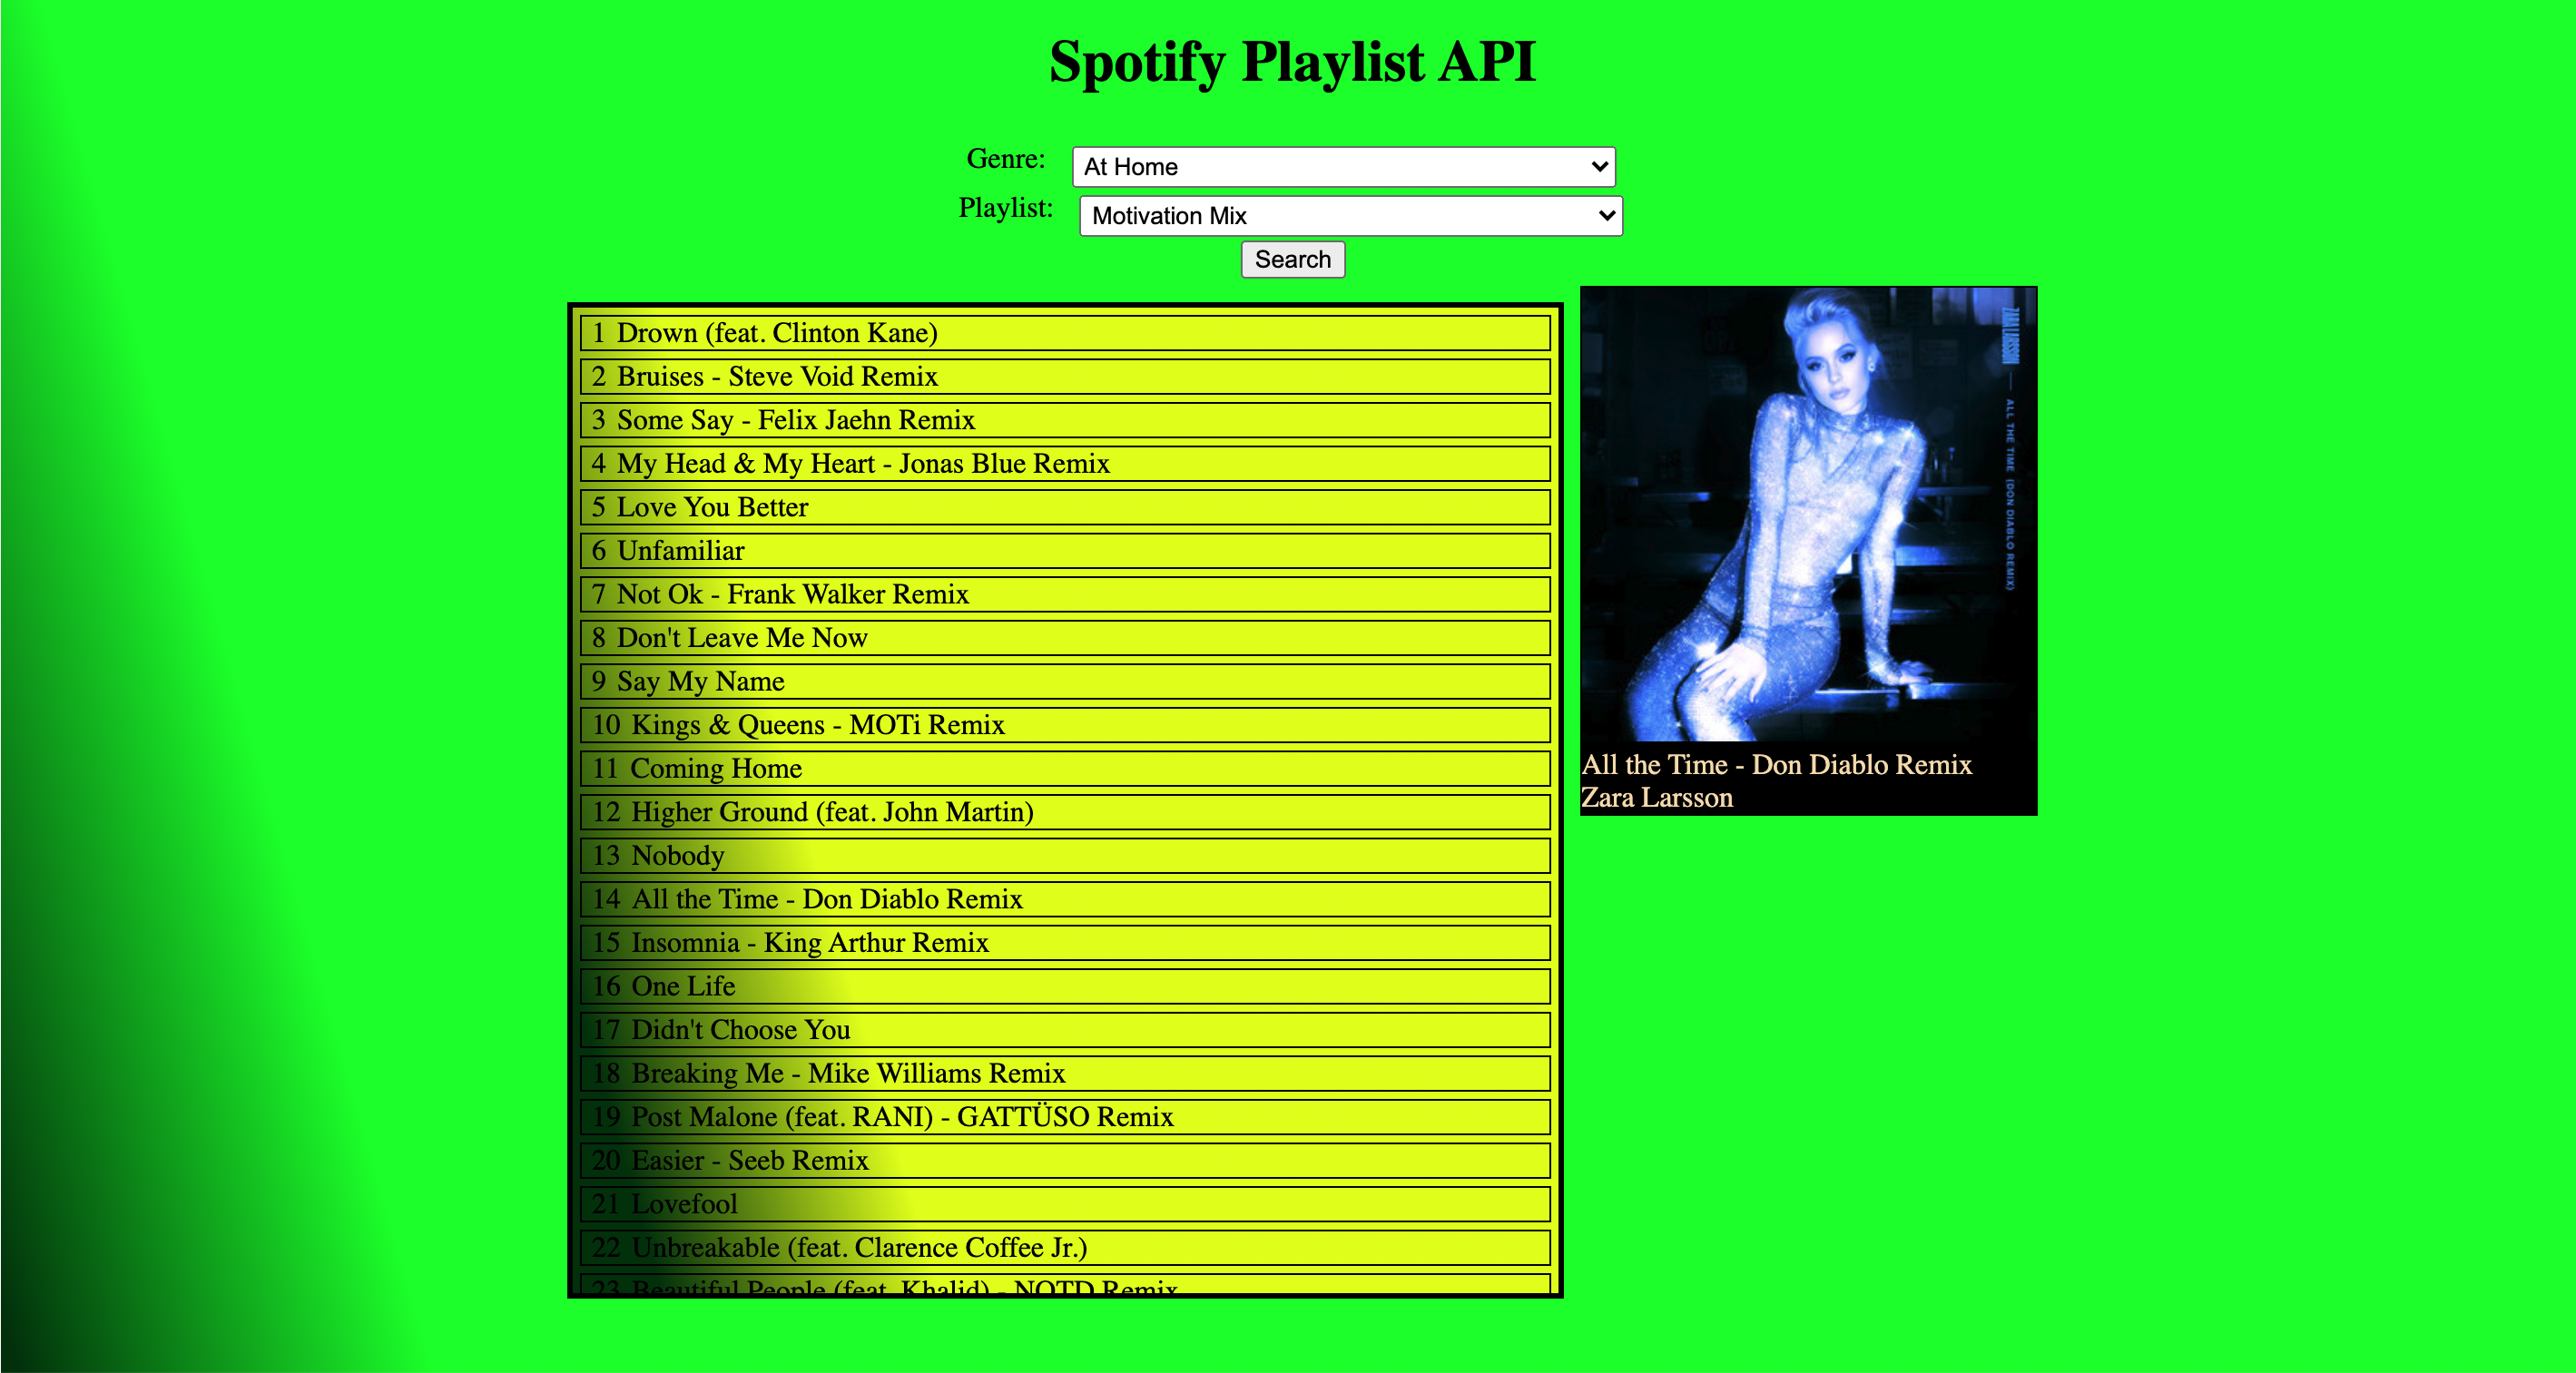 Spotify Playlist API
Genre: At Home
Playlist: Motivation Mix
Search
1 Drown (feat. Clinton Kane)
2 Bruises - Steve Void Remix
3 Some Say - Felix Jaehn Remix
4 My Head & My Heart - Jonas Blue Remix
5 Love You Better
6 Unfamiliar
7 Not Ok - Frank Walker Remix
8 Don't Leave Me Now
9 Say My Name
10 Kings & Queens - MOTi Remix
11 Coming Home
12 Higher Ground (feat. John Martin)
13 Nobody
14 All the Time - Don Diablo Remix
15 Insomnia - King Arthur Remix
16 One Life
17 Didn't Choose You
18 Breaking Me - Mike Williams Remix
19 Post Malone (feat. RANI) - GATTÜSO Remix
20 Easier - Seeb Remix
21 Lovefool
22 Unbreakable (feat. Clarence Coffee Jr.)
23 Beautiful People (feat. Khalid) - NOTD Remix
ZARA LARSSON — ALL THE TIME (DON DIABLO REMIX)
All the Time - Don Diablo Remix
Zara Larsson